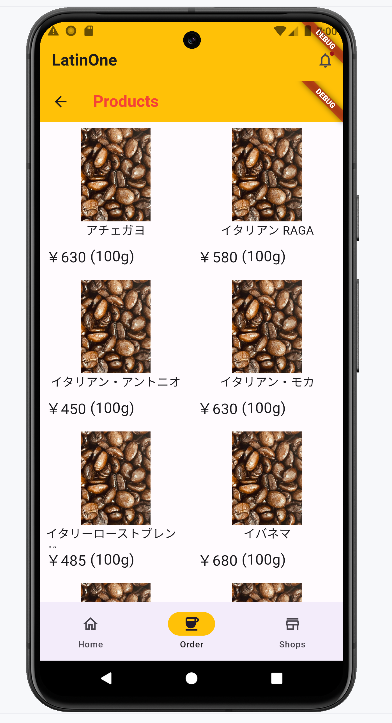 DEBUG
LatinOne
DEBUG
Products
アチェガヨ
イタリアン RAGA
￥630 (100g)
￥580 (100g)
イタリアン・アントニオ
イタリアン・モカ
￥450 (100g)
￥630 (100g)
イタリーローストブレン
イバネマ
￥485 (100g)
￥680 (100g)
Home
Order
Shops